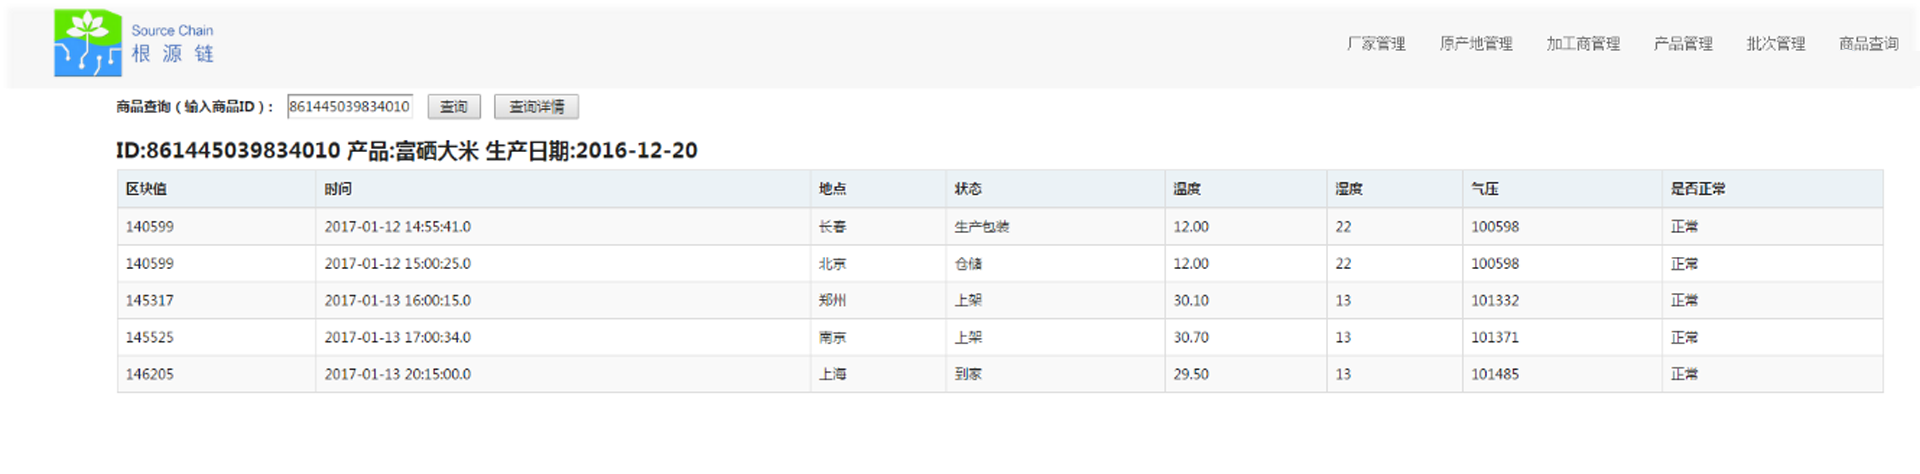 Source Chain
根源链
厂家管理 原产地管理 加工商管理 产品管理 批次管理 商品查询
商品查询 ( 输入商品ID ) : 861445039834010 查询 查询详情
ID:861445039834010 产品:富硒大米 生产日期:2016-12-20
区块值 时间 地点 状态 温度 湿度 气压 是否正常
140599 2017-01-12 14:55:41.0 长春 生产包装 12.00 22 100598 正常
140599 2017-01-12 15:00:25.0 北京 仓储 12.00 22 100598 正常
145317 2017-01-13 16:00:15.0 郑州 上架 30.10 13 101332 正常
145525 2017-01-13 17:00:34.0 南京 上架 30.70 13 101371 正常
146205 2017-01-13 20:15:00.0 上海 到家 29.50 13 101485 正常